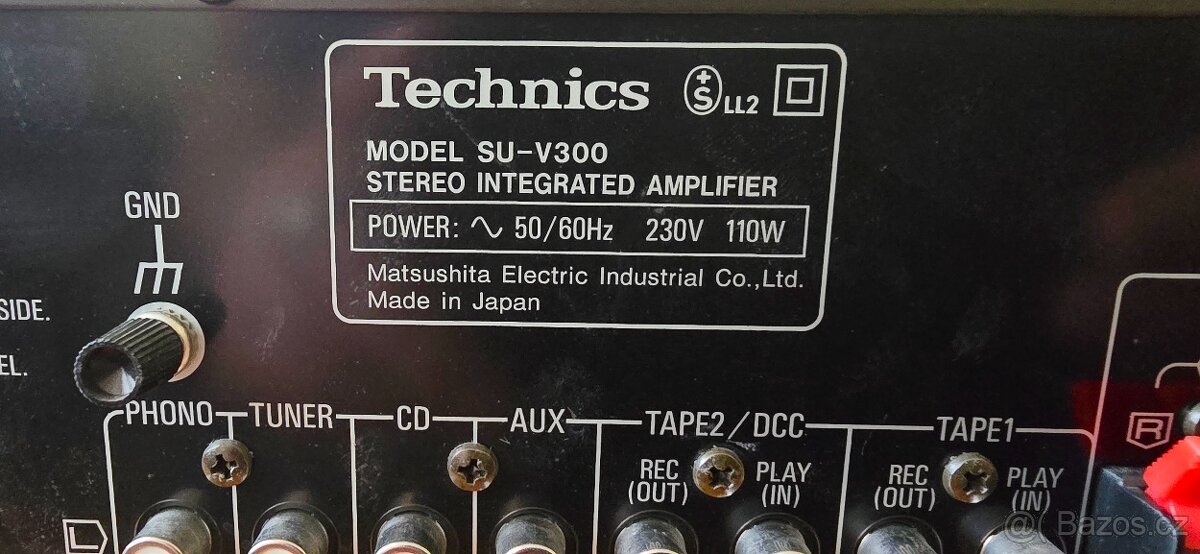 Technics
S LL2
MODEL SU-V300
STEREO INTEGRATED AMPLIFIER
POWER: 50/60Hz 230V 110W
Matsushita Electric Industrial Co.,Ltd.
Made in Japan
GND
SIDE.
EL.
PHONO TUNER CD AUX TAPE2/DCC TAPE1
REC (OUT)
PLAY (IN)
REC (OUT)
PLAY (IN)
L
R
Bazos.cz